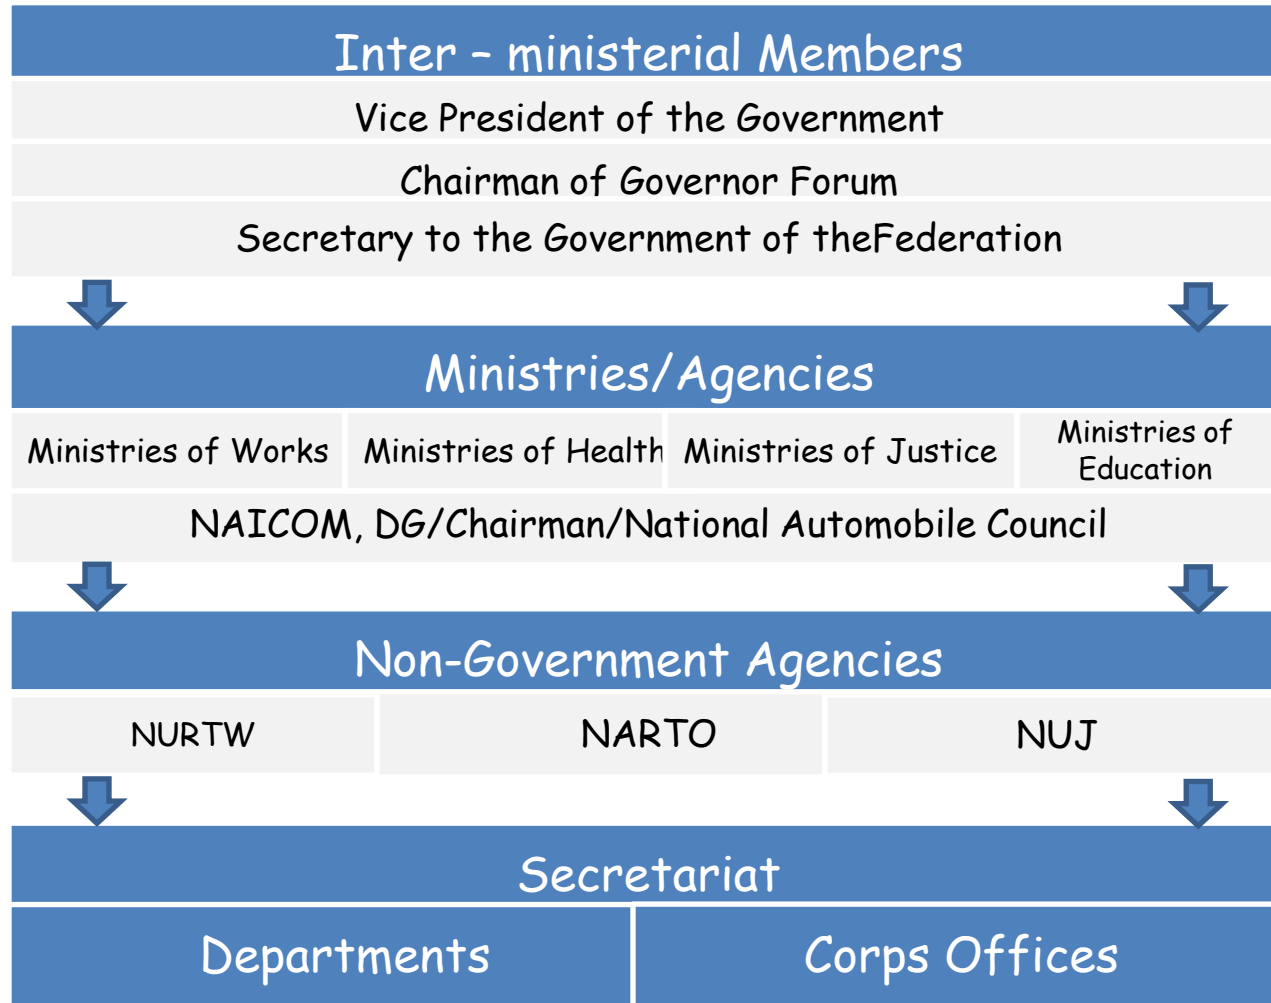 Inter – ministerial Members
Vice President of the Government
Chairman of Governor Forum
Secretary to the Government of theFederation
Ministries/Agencies
Ministries of Works
Ministries of Health
Ministries of Justice
Ministries of
Education
NAICOM, DG/Chairman/National Automobile Council
Non-Government Agencies
NURTW
NARTO
NUJ
Secretariat
Departments
Corps Offices